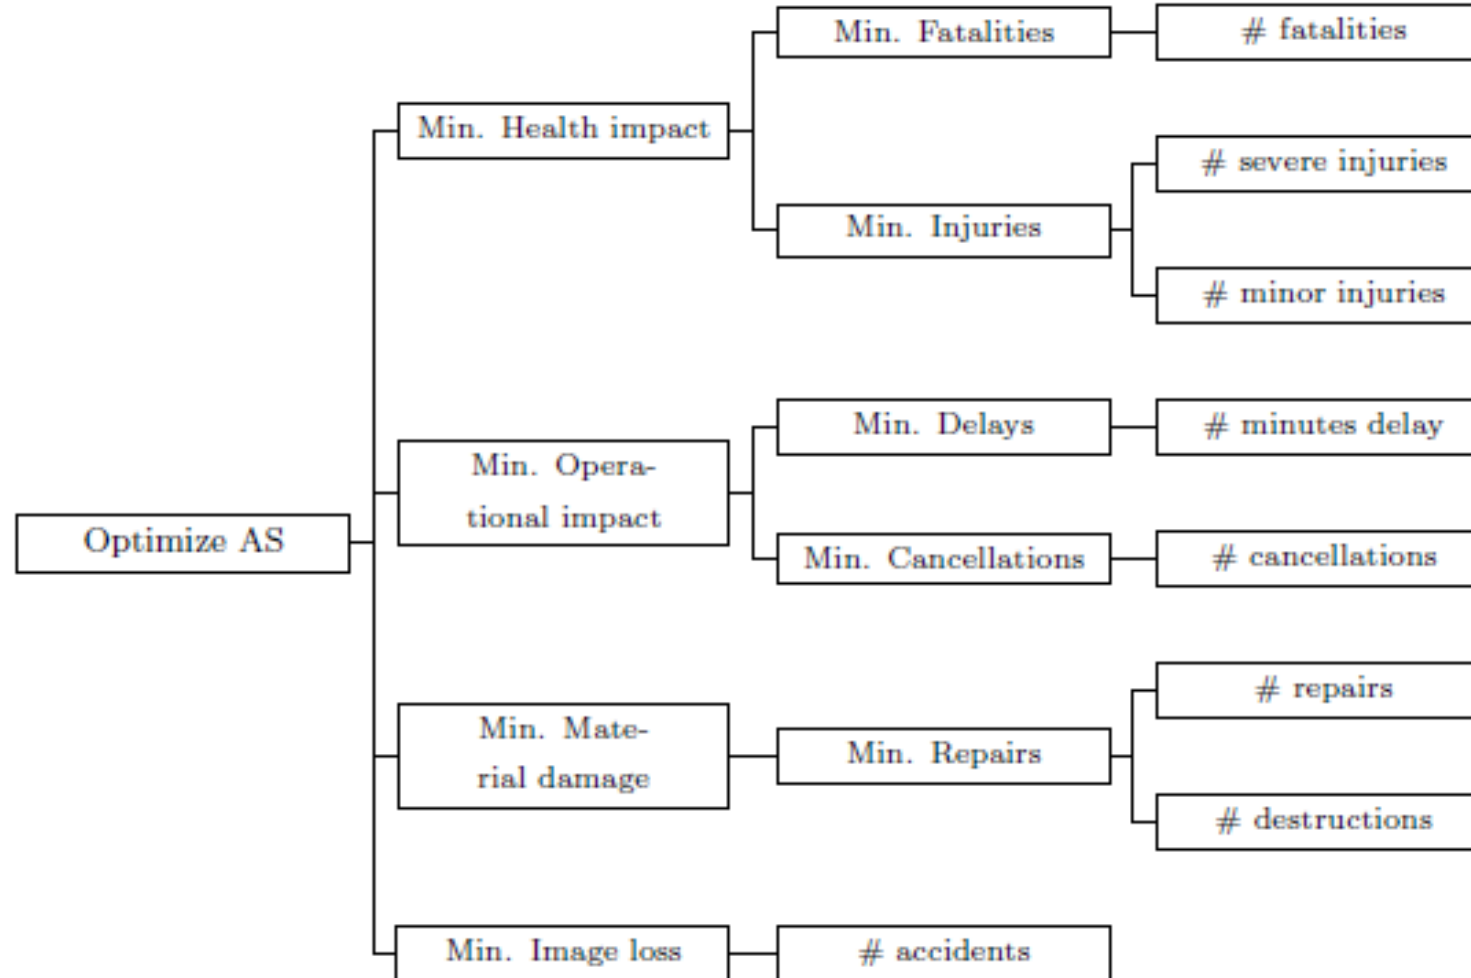 Min. Fatalities
# fatalities
Min. Health impact
# severe injuries
Min. Injuries
# minor injuries
Min. Delays
# minutes delay
Min. Opera-
tional impact
Optimize AS
Min. Cancellations
# cancellations
# repairs
Min. Mate-
rial damage
Min. Repairs
# destructions
Min. Image loss
# accidents